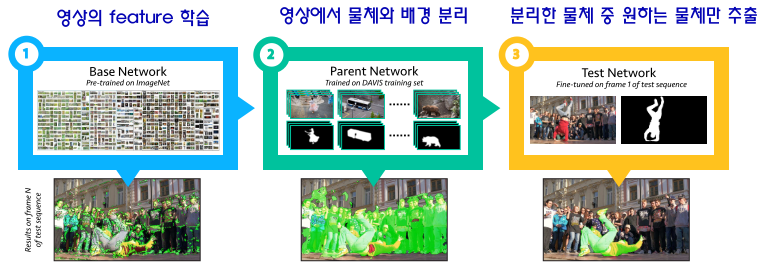 영상의 feature 학습
영상에서 물체와 배경 분리
분리한 물체 중 원하는 물체만 추출
1
Base Network
Pre-trained on ImageNet
2
Parent Network
Trained on DAVIS training set
3
Test Network
Fine-tuned on frame 1 of test sequence
Results on frame N
of test sequence